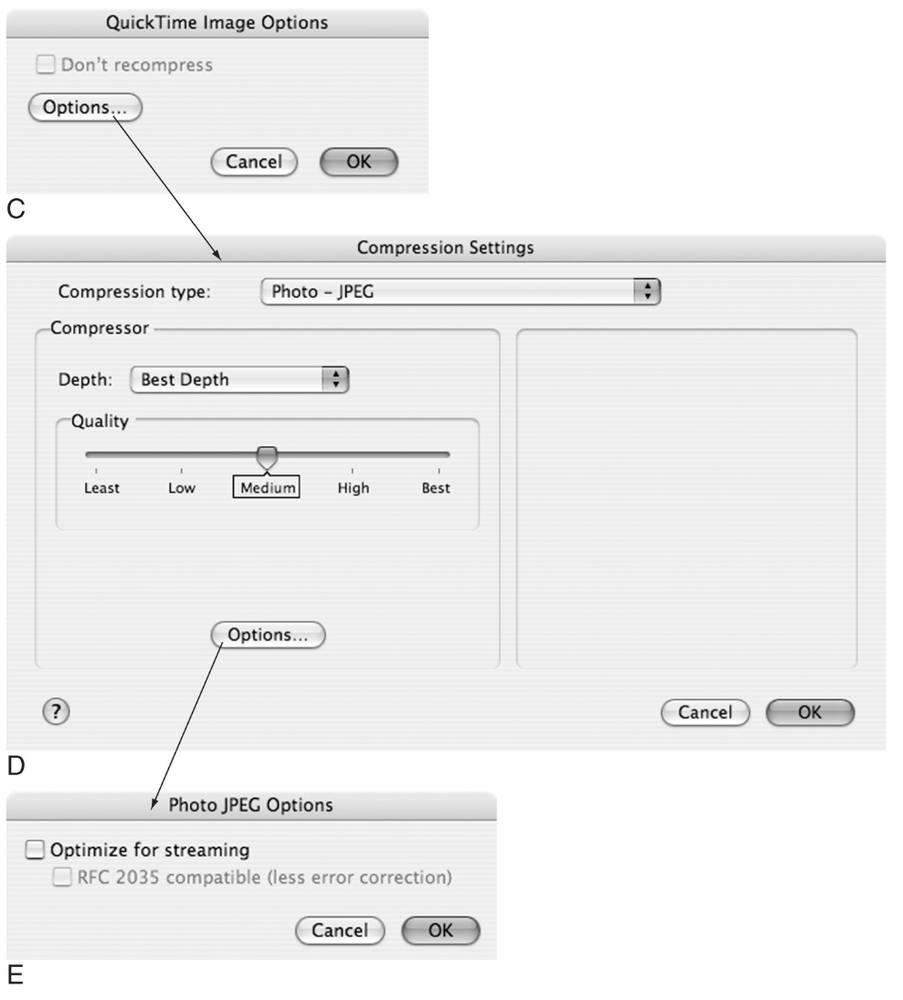 QuickTime Image Options
Don't recompress
Options...
Cancel OK
C
Compression Settings
Compression type: Photo – JPEG
Compressor
Depth: Best Depth
Quality
Least Low Medium High Best
Options...
? Cancel OK
D
Photo JPEG Options
Optimize for streaming
RFC 2035 compatible (less error correction)
Cancel OK
E